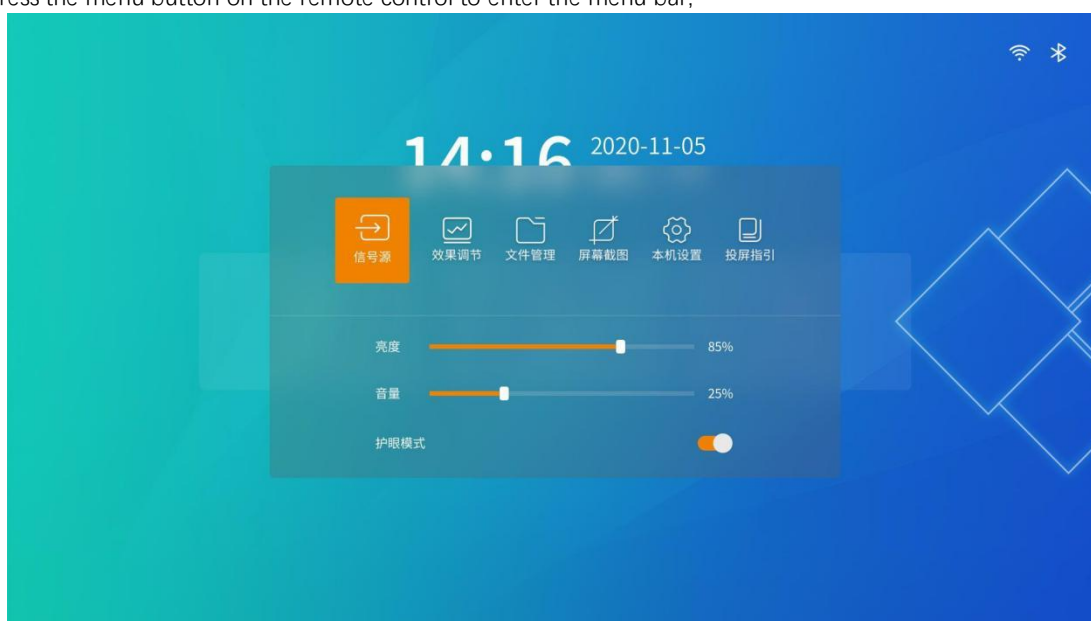 ress the menu button on the remote control to enter the menu bar;
14:16 2020-11-05
信号源 效果调节 文件管理 屏幕截图 本机设置 投屏指引
亮度 85%
音量 25%
护眼模式